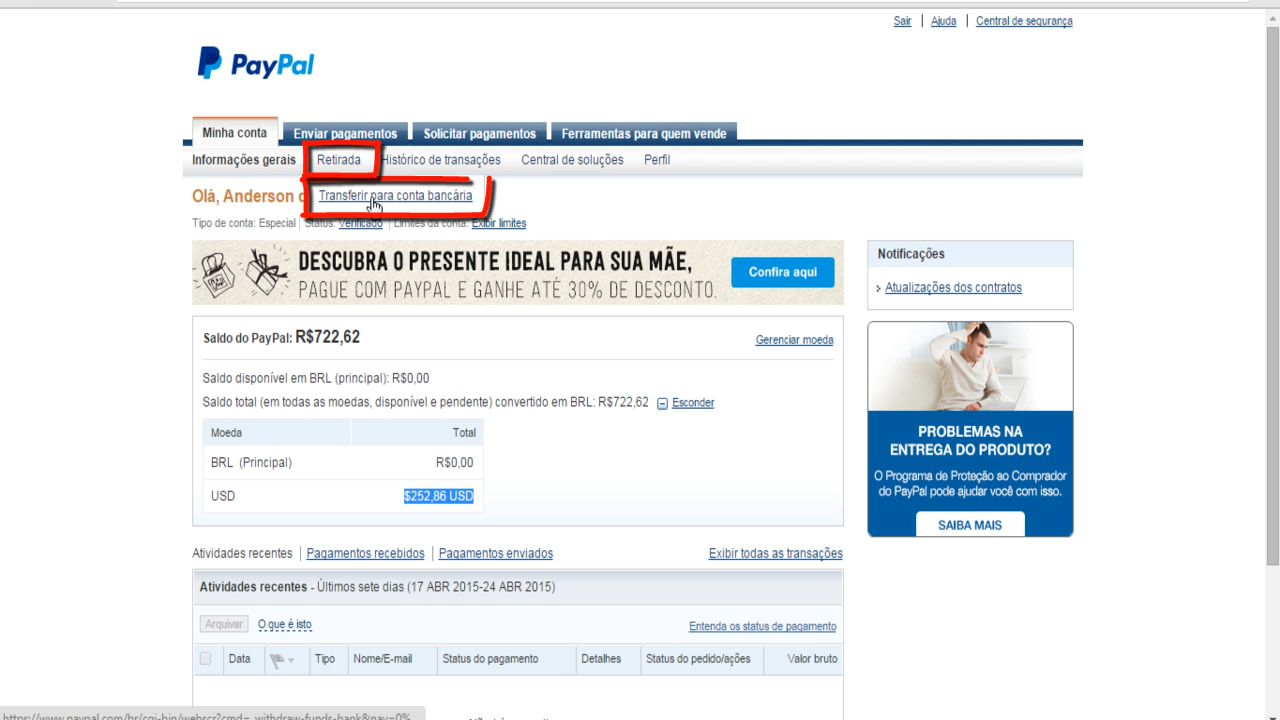 Sair | Ajuda | Central de segurança
PayPal
Minha conta Enviar pagamentos Solicitar pagamentos Ferramentas para quem vende
Informações gerais Retirada Histórico de transações Central de soluções Perfil
Olá, Anderson
Transferir para conta bancária
Tipo de conta: Especial | Status: Verificado | Limites da conta: Exibir limites
DESCUBRA O PRESENTE IDEAL PARA SUA MÃE,
PAGUE COM PAYPAL E GANHE ATÉ 30% DE DESCONTO.
Confira aqui
Notificações
Atualizações dos contratos
Saldo do PayPal: R$722,62
Gerenciar moeda
Saldo disponível em BRL (principal): R$0,00
Saldo total (em todas as moedas, disponível e pendente) convertido em BRL: R$722,62 Esconder
Moeda Total
BRL (Principal) R$0,00
USD $252,86 USD
PROBLEMAS NA
ENTREGA DO PRODUTO?
O Programa de Proteção ao Comprador
do PayPal pode ajudar você com isso.
SAIBA MAIS
Atividades recentes | Pagamentos recebidos | Pagamentos enviados Exibir todas as transações
Atividades recentes - Últimos sete dias (17 ABR 2015-24 ABR 2015)
Arquivar O que é isto Entenda os status de pagamento
Data Tipo Nome/E-mail Status do pagamento Detalhes Status do pedido/ações Valor bruto